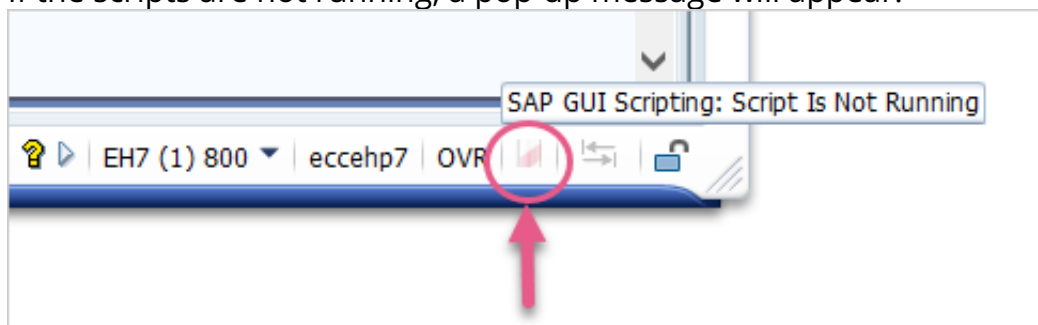 If the scripts are not running, a pop-up message will appear.
SAP GUI Scripting: Script Is Not Running
EH7 (1) 800 eccehp7 OVR